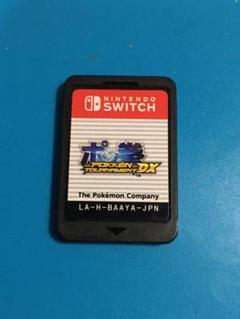 NINTENDO
SWITCH
ポッ拳
POKKÉN
TOURNAMENT DX
The Pokémon Company
LA-H-BAAYA-JPN